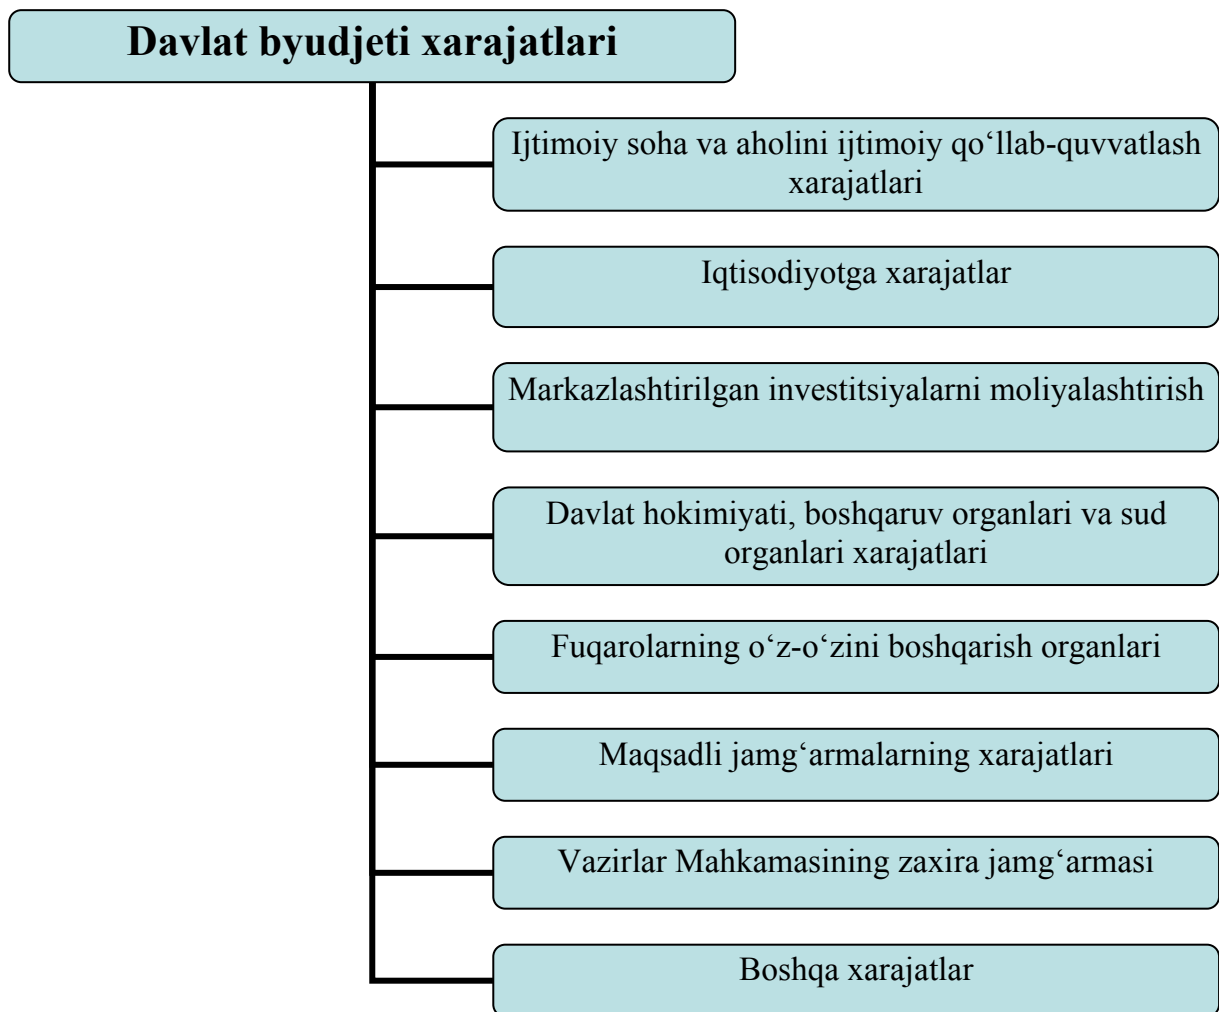 Davlat byudjeti xarajatlari
Ijtimoiy soha va aholini ijtimoiy qo‘llab-quvvatlash
xarajatlari
Iqtisodiyotga xarajatlar
Markazlashtirilgan investitsiyalarni moliyalashtirish
Davlat hokimiyati, boshqaruv organlari va sud
organlari xarajatlari
Fuqarolarning o‘z-o‘zini boshqarish organlari
Maqsadli jamg‘armalarning xarajatlari
Vazirlar Mahkamasining zaxira jamg‘armasi
Boshqa xarajatlar